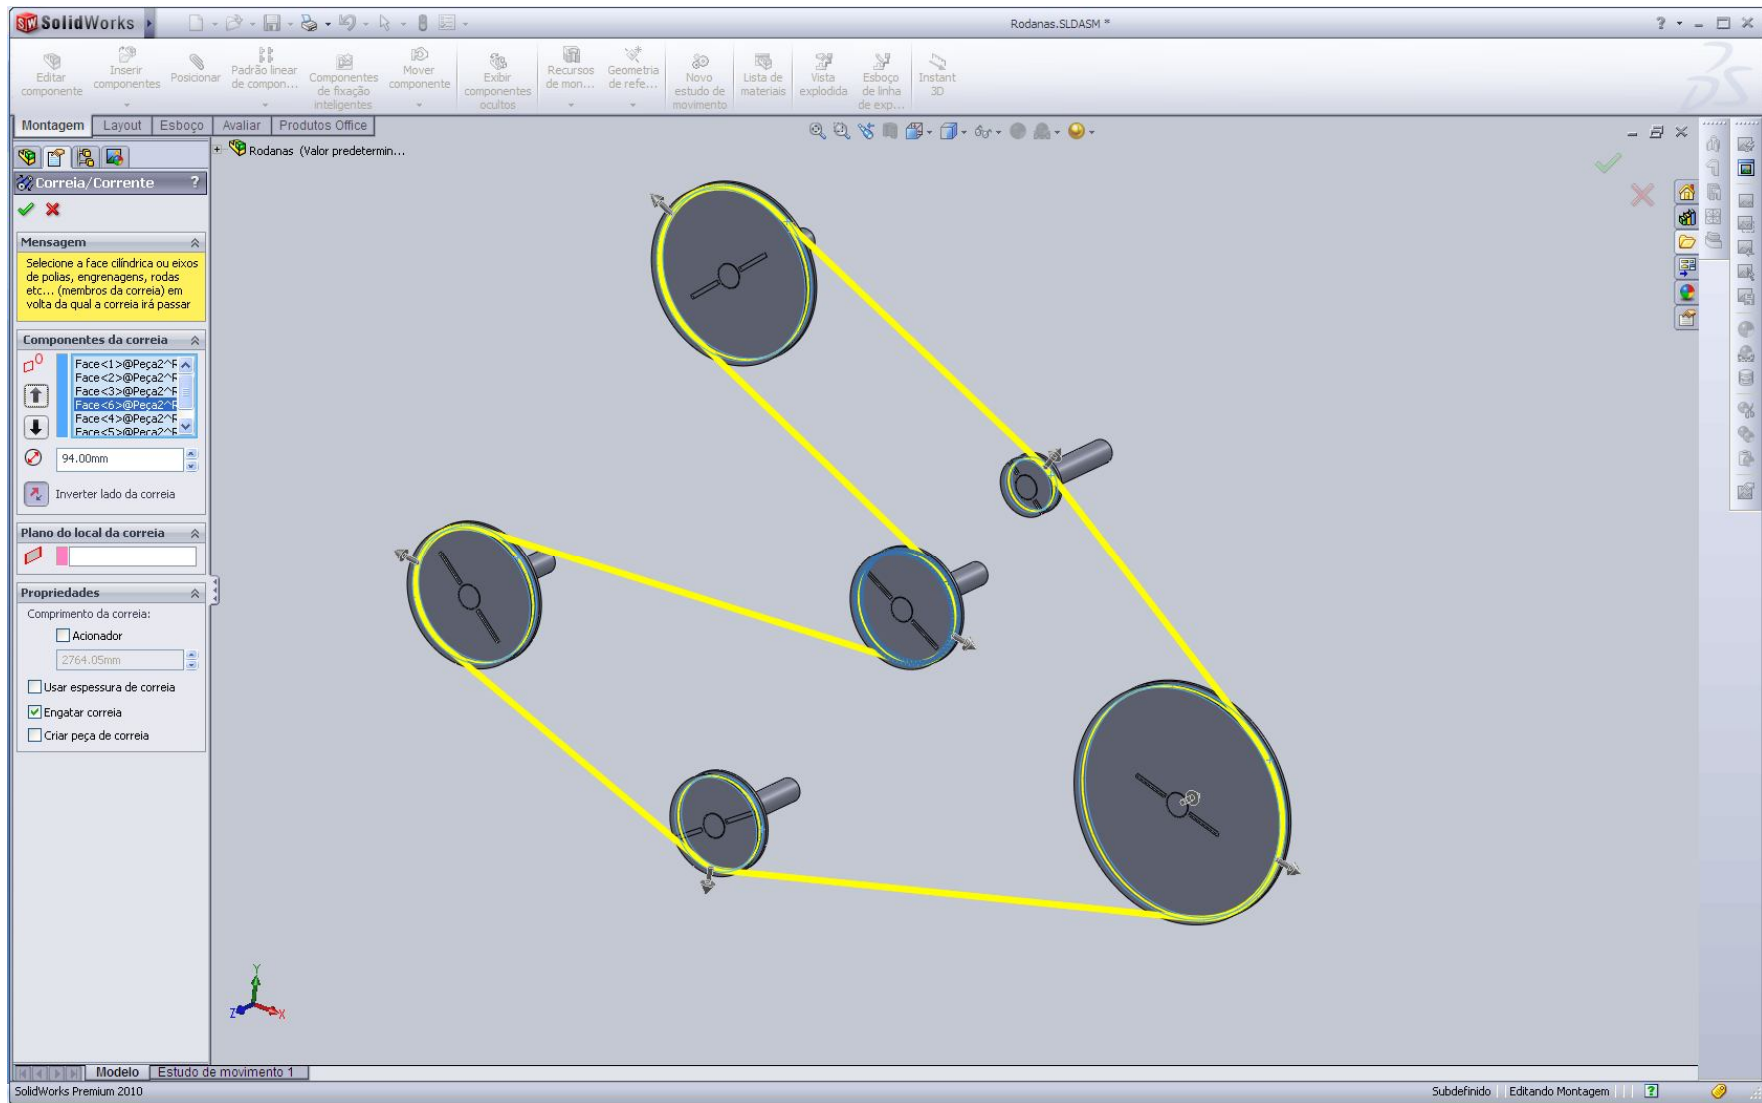 SolidWorks
Rodanas.SLDASM *
Editar
componente
Inserir
componentes
Posicionar
Padrão linear
de compon...
Componentes
de fixação
inteligentes
Mover
componente
Exibir
componentes
ocultos
Recursos
de mon...
Geometria
de refe...
Novo
estudo de
movimento
Lista de
materiais
Vista
explodida
Esboço
de linha
de exp...
Instant
3D
Montagem
Layout
Esboço
Avaliar
Produtos Office
Rodanas (Valor predetermin...
Correia/Corrente ?
Mensagem
Selecione a face cilíndrica ou eixos
de polias, engrenagens, rodas
etc... (membros da correia) em
volta da qual a correia irá passar
Componentes da correia
Face<1>@Peça2^R
Face<2>@Peça2^R
Face<3>@Peça2^R
Face<6>@Peça2^R
Face<4>@Peça2^R
Face<5>@Peça2^R
94.00mm
Inverter lado da correia
Plano do local da correia
Propriedades
Comprimento da correia:
Acionador
2764.05mm
Usar espessura de correia
Engatar correia
Criar peça de correia
Y
Z
X
Modelo
Estudo de movimento 1
SolidWorks Premium 2010
Subdefinido
Editando Montagem